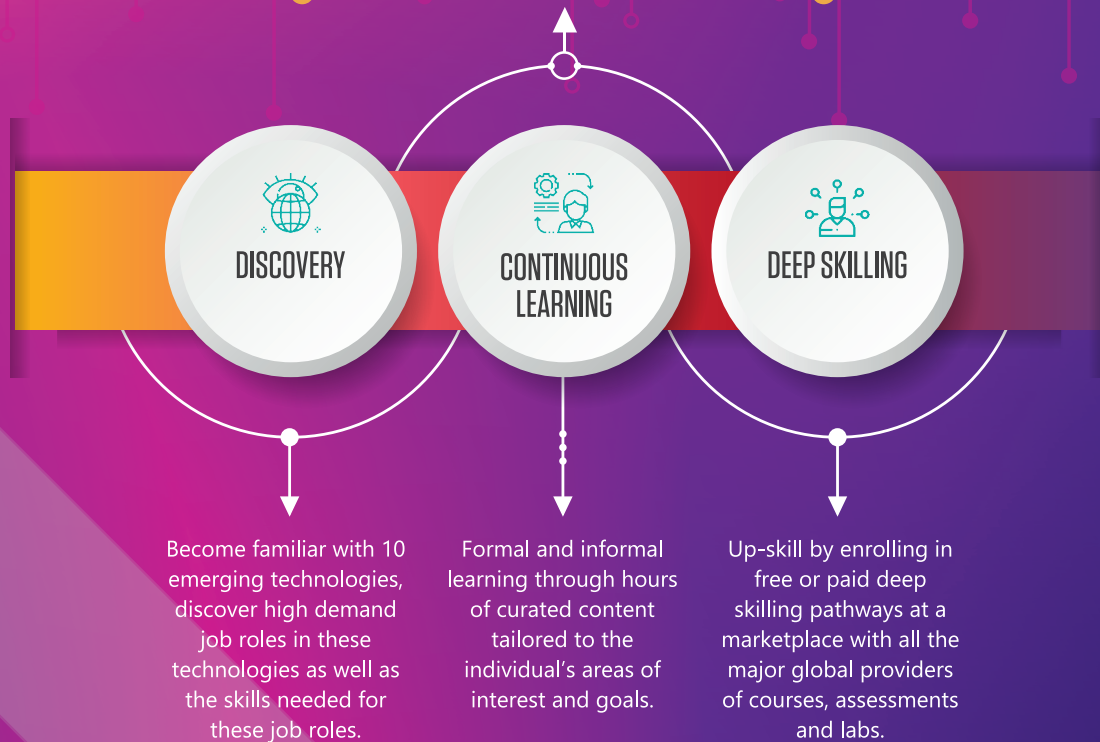 DISCOVERY
CONTINUOUS
LEARNING
DEEP SKILLING
Become familiar with 10
emerging technologies,
discover high demand
job roles in these
technologies as well as
the skills needed for
these job roles.
Formal and informal
learning through hours
of curated content
tailored to the
individual’s areas of
interest and goals.
Up-skill by enrolling in
free or paid deep
skilling pathways at a
marketplace with all the
major global providers
of courses, assessments
and labs.